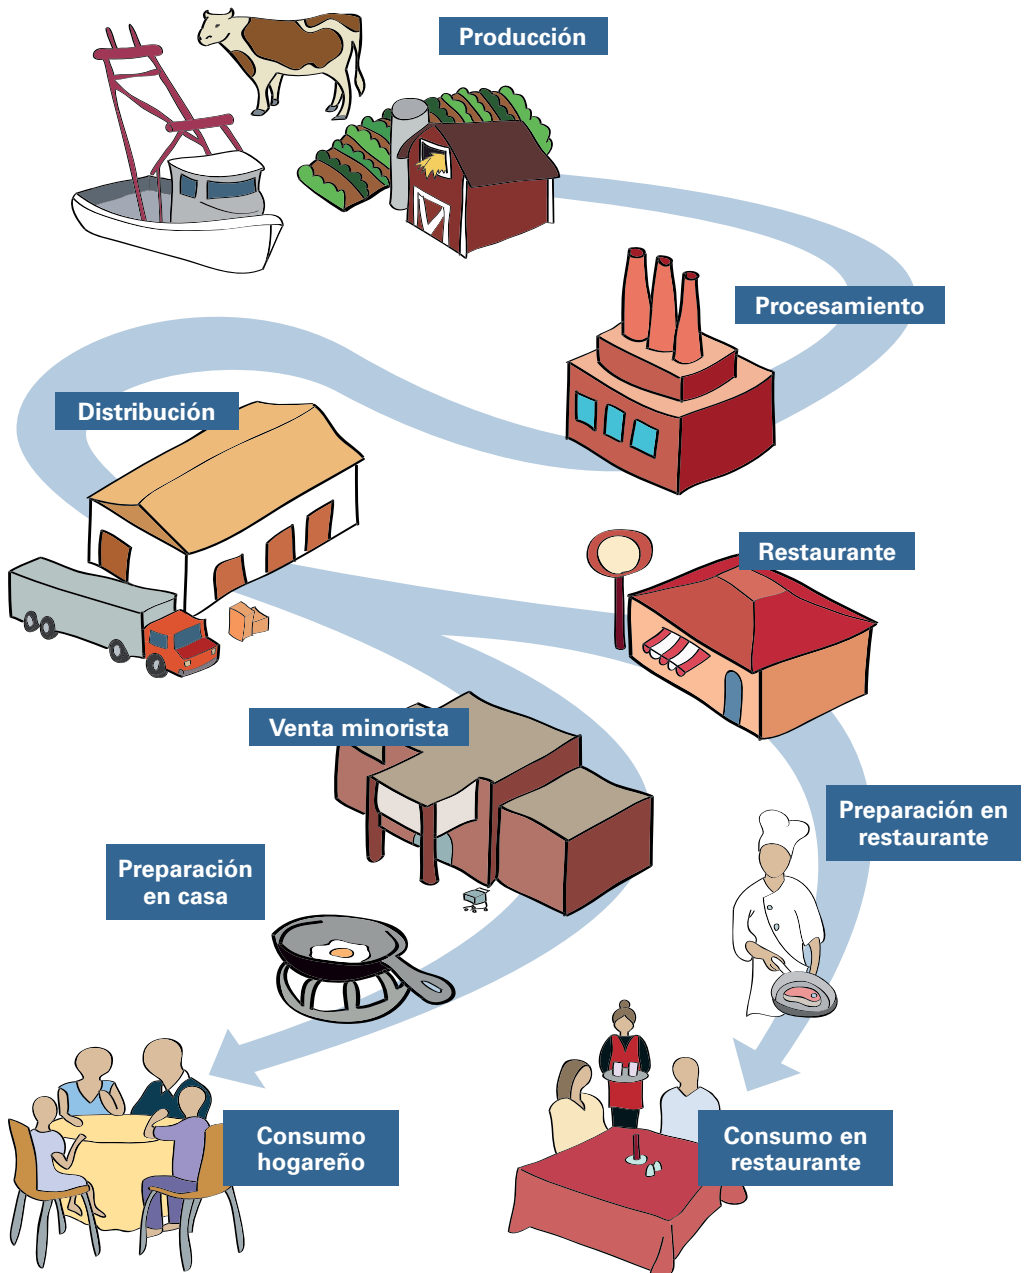 Producción
Procesamiento
Distribución
Restaurante
Venta minorista
Preparación en
restaurante
Preparación
en casa
Consumo
hogareño
Consumo en
restaurante